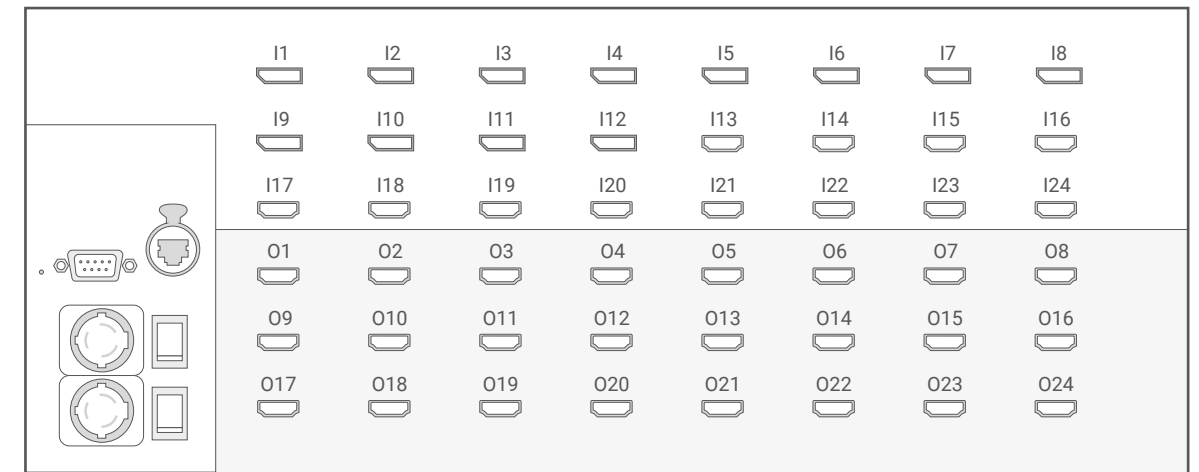 I1 I2 I3 I4 I5 I6 I7 I8
I9 I10 I11 I12 I13 I14 I15 I16
I17 I18 I19 I20 I21 I22 I23 I24
O1 O2 O3 O4 O5 O6 O7 O8
O9 O10 O11 O12 O13 O14 O15 O16
O17 O18 O19 O20 O21 O22 O23 O24